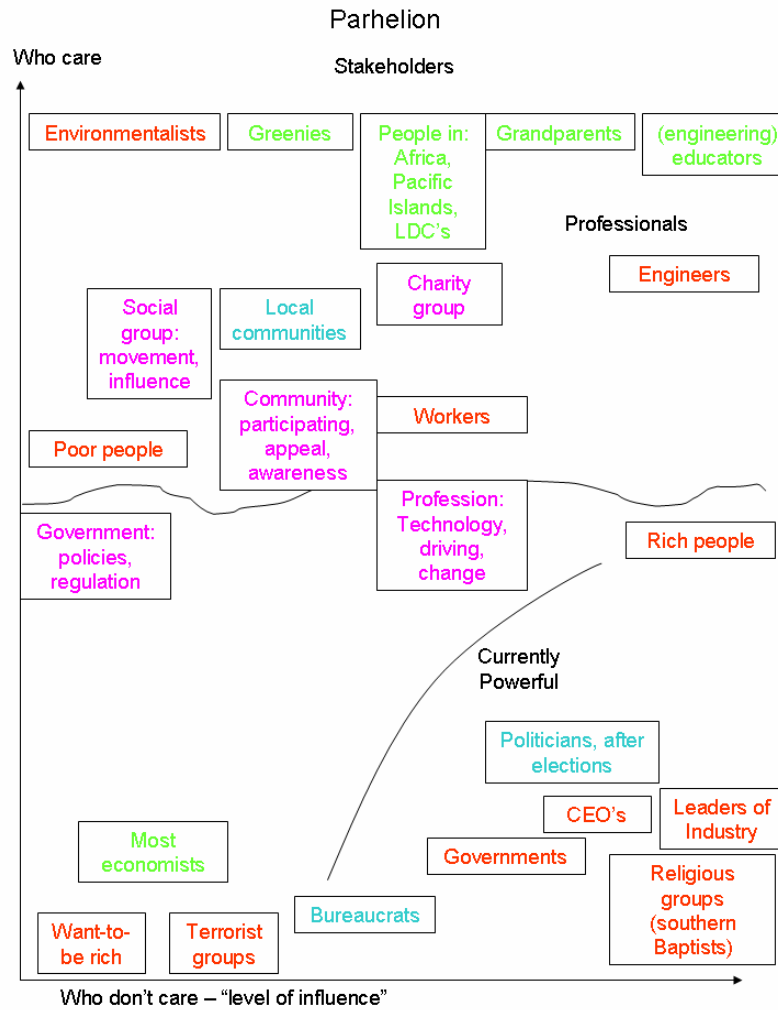 Parhelion
Who care
Stakeholders
Environmentalists
Greenies
People in:
Africa,
Pacific
Islands,
LDC's
Grandparents
(engineering)
educators
Professionals
Engineers
Charity
group
Social
group:
movement,
influence
Local
communities
Community:
participating,
appeal,
awareness
Workers
Poor people
Profession:
Technology,
driving,
change
Government:
policies,
regulation
Rich people
Currently
Powerful
Politicians, after
elections
CEO's
Leaders of
Industry
Most
economists
Governments
Religious
groups
(southern
Baptists)
Bureaucrats
Want-to-
be rich
Terrorist
groups
Who don't care – "level of influence"